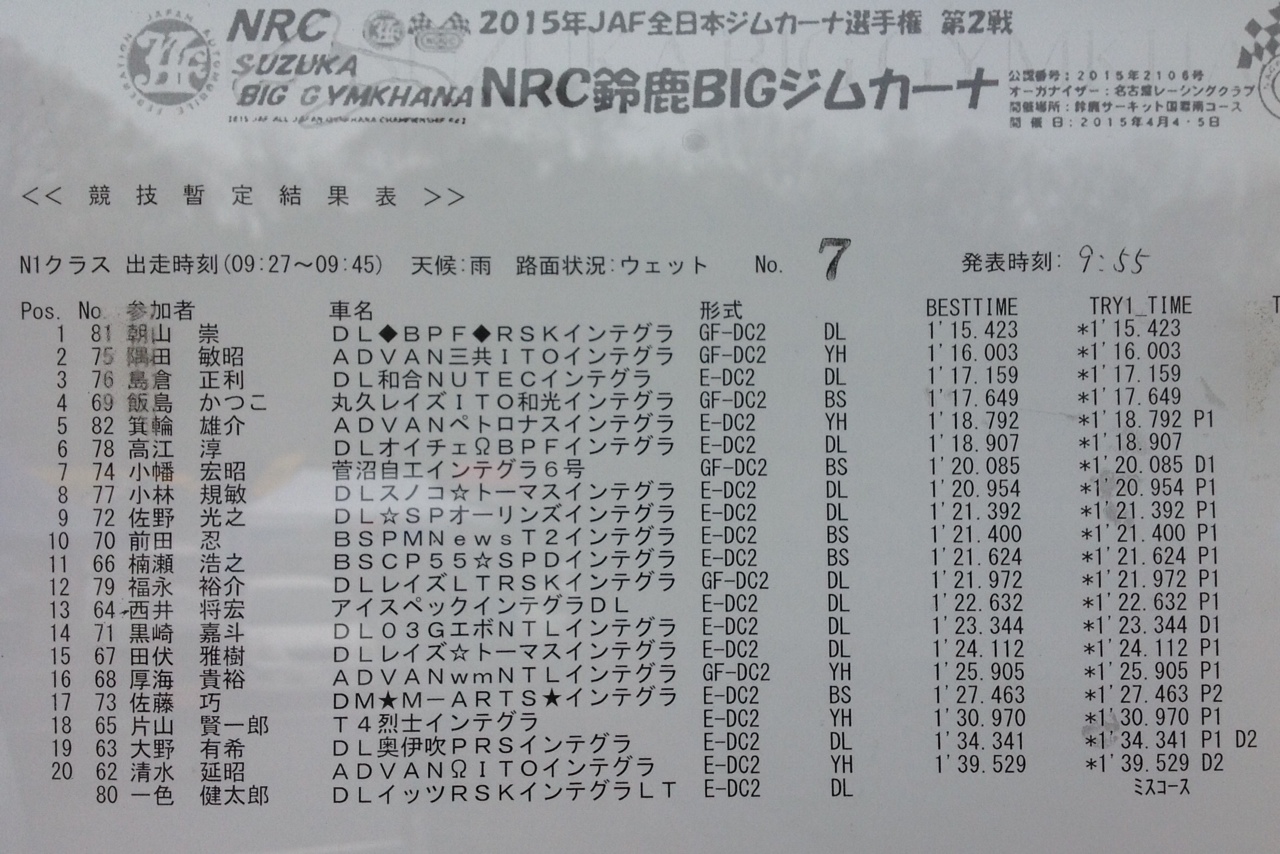 NRC
SUZUKA
BIG GYMKHANA
JAPAN AUTOMOBILE FEDERATION
2015年JAF全日本ジムカーナ選手権 第2戦
NRC鈴鹿BIGジムカーナ
公認番号：2015年2106号
オーガナイザー：名古屋レーシングクラブ
開催場所：鈴鹿サーキット国際南コース
開 催 日：2015年4月4・5日
<< 競 技 暫 定 結 果 表 >>
N1クラス 出走時刻(09:27～09:45) 天候:雨 路面状況:ウェット No. 7 発表時刻: 9:55
Pos. No 参加者 車名 形式 BESTTIME TRY1_TIME T
1 81 朝山 崇 ＤＬ◆ＢＰＦ◆ＲＳＫインテグラ GF-DC2 DL 1'15.423 *1'15.423
2 75 隅田 敏昭 ＡＤＶＡＮ三共ＩＴＯインテグラ GF-DC2 YH 1'16.003 *1'16.003
3 76 島倉 正利 ＤＬ和合ＮＵＴＥＣインテグラ E-DC2 DL 1'17.159 *1'17.159
4 69 飯島 かつこ 丸久レイズＩＴＯ和光インテグラ GF-DC2 BS 1'17.649 *1'17.649
5 82 箕輪 雄介 ＡＤＶＡＮペトロナスインテグラ E-DC2 YH 1'18.792 *1'18.792 P1
6 78 高江 淳 ＤＬオイチェΩＢＰＦインテグラ E-DC2 DL 1'18.907 *1'18.907
7 74 小幡 宏昭 菅沼自工インテグラ６号 GF-DC2 BS 1'20.085 *1'20.085 D1
8 77 小林 規敏 ＤＬスノコ☆トーマスインテグラ E-DC2 DL 1'20.954 *1'20.954 P1
9 72 佐野 光之 ＤＬ☆ＳＰオーリンズインテグラ E-DC2 DL 1'21.392 *1'21.392 P1
10 70 前田 忍 ＢＳＰＭＮｅｗｓＴ２インテグラ E-DC2 BS 1'21.400 *1'21.400 P1
11 66 楠瀬 浩之 ＢＳＣＰ５５☆ＳＰＤインテグラ E-DC2 BS 1'21.624 *1'21.624 P1
12 79 福永 裕介 ＤＬレイズＬＴＲＳＫインテグラ GF-DC2 DL 1'21.972 *1'21.972 P1
13 64 西井 将宏 アイスペックインテグラＤＬ E-DC2 DL 1'22.632 *1'22.632 P1
14 71 黒崎 嘉斗 ＤＬ０３ＧエボＮＴＬインテグラ E-DC2 DL 1'23.344 *1'23.344 D1
15 67 田伏 雅樹 ＤＬレイズ☆トーマスインテグラ E-DC2 DL 1'24.112 *1'24.112 P1
16 68 厚海 貴裕 ＡＤＶＡＮｗｍＮＴＬインテグラ GF-DC2 YH 1'25.905 *1'25.905 P1
17 73 佐藤 巧 ＤＭ★Ｍ－ＡＲＴＳ★インテグラ E-DC2 BS 1'27.463 *1'27.463 P2
18 65 片山 賢一郎 Ｔ４烈士インテグラ E-DC2 YH 1'30.970 *1'30.970 P1
19 63 大野 有希 ＤＬ奥伊吹ＰＲＳインテグラ E-DC2 DL 1'34.341 *1'34.341 P1 D2
20 62 清水 延昭 ＡＤＶＡＮΩＩＴＯインテグラ E-DC2 YH 1'39.529 *1'39.529 D2
80 一色 健太郎 ＤＬイッツＲＳＫインテグラＬＴ E-DC2 DL ミスコース